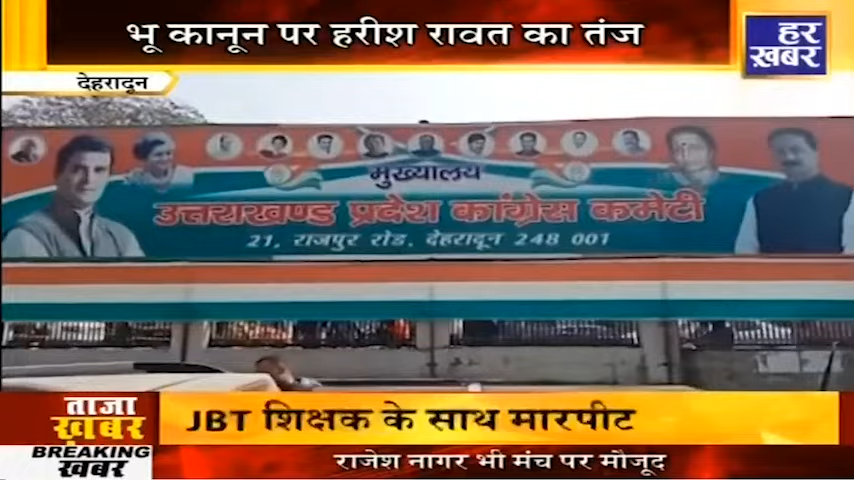 भू कानून पर हरीश रावत का तंज
हर
ख़बर
देहरादून
मुख्यालय
उत्तराखण्ड प्रदेश कांग्रेस कमेटी
21, राजपुर रोड, देहरादून 248 001
ताजा
ख़बर
JBT शिक्षक के साथ मारपीट
BREAKING
खबर
राजेश नागर भी मंच पर मौजूद